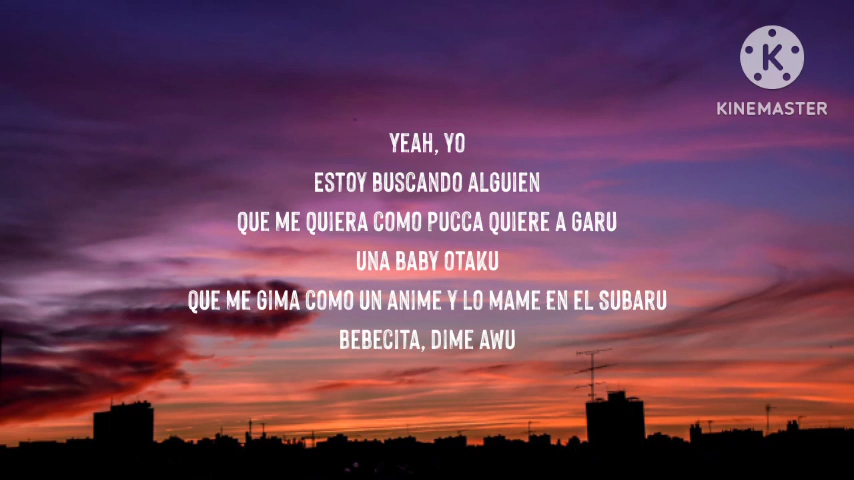 KINEMASTER
YEAH, YO
ESTOY BUSCANDO ALGUIEN
QUE ME QUIERA COMO PUCCA QUIERE A GARU
UNA BABY OTAKU
QUE ME GIMA COMO UN ANIME Y LO MAME EN EL SUBARU
BEBECITA, DIME AWU